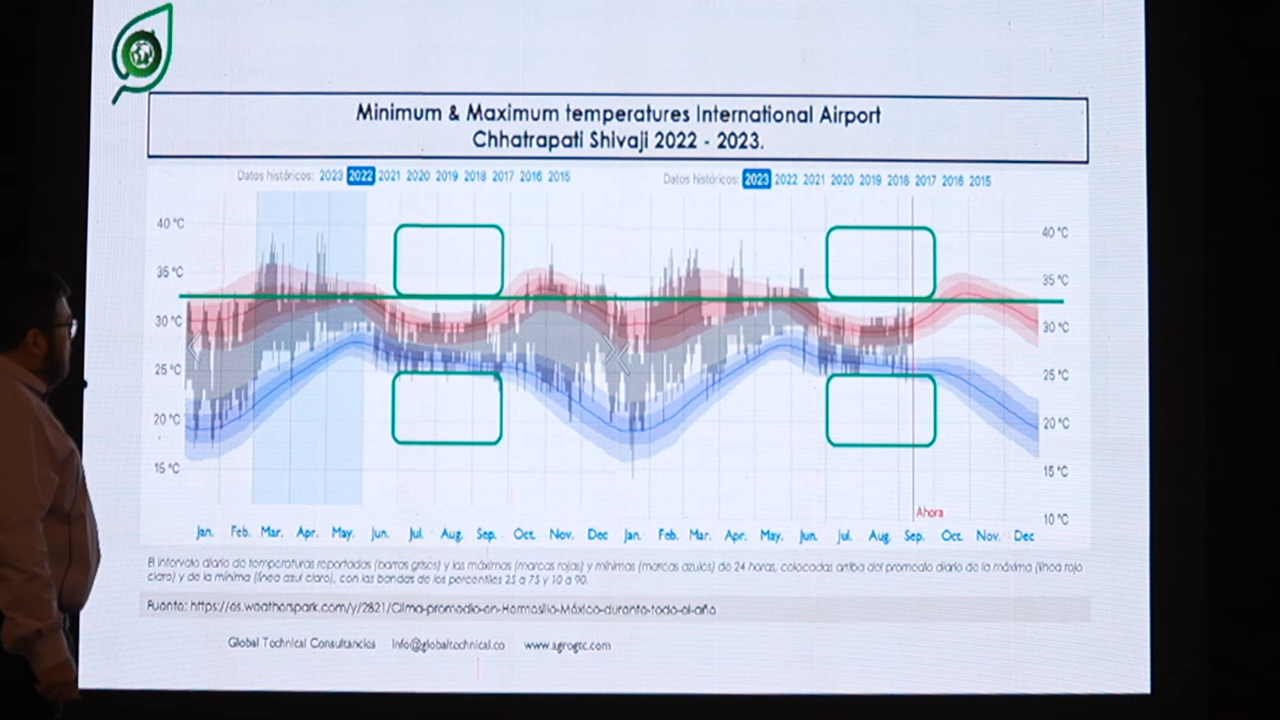 Minimum & Maximum temperatures International Airport
Chhatrapati Shivaji 2022 - 2023.
Datos históricos: 2023 2022 2021 2020 2019 2018 2017 2016 2015
Datos históricos: 2023 2022 2021 2020 2019 2018 2017 2016 2015
40 °C
35 °C
30 °C
25 °C
20 °C
15 °C
40 °C
35 °C
30 °C
25 °C
20 °C
15 °C
10 °C
Ahora
Jan. Feb. Mar. Apr. May. Jun. Jul. Aug. Sep. Oct. Nov. Dec Jan. Feb. Mar. Apr. May. Jun. Jul. Aug. Sep. Oct. Nov. Dec
El intervalo diario de temperaturas reportadas (barras grises) y las máximas (marcas rojas) y mínimas (marcas azules) de 24 horas, colocadas arriba del promedio diario de la máxima (línea rojo
claro) y de la mínima (línea azul claro), con las bandas de los percentiles 25 a 75 y 10 a 90.
Fuente: https://es.weatherspark.com/y/2821/Clima-promedio-en-Hermosillo-México-durante-todo-el-año
Global Technical Consultancies info@globaltechnical.co www.agrogtc.com